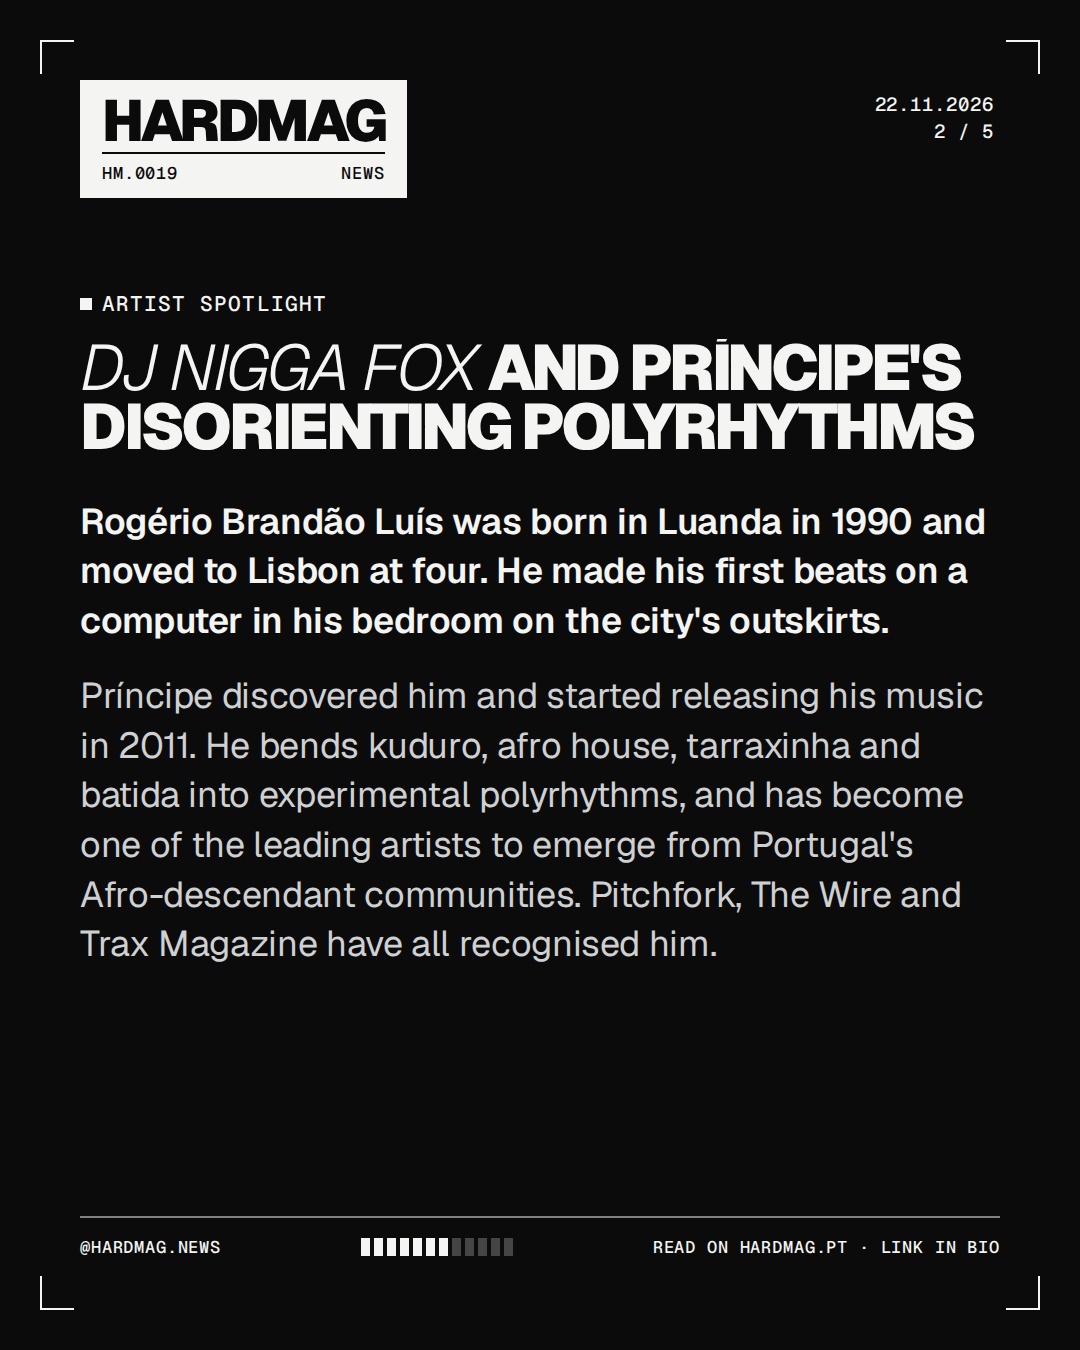 HARDMAG
HM.0019 NEWS
22.11.2026
2 / 5
ARTIST SPOTLIGHT
DJ NIGGA FOX AND PRÍNCIPE'S
DISORIENTING POLYRHYTHMS
Rogério Brandão Luís was born in Luanda in 1990 and
moved to Lisbon at four. He made his first beats on a
computer in his bedroom on the city's outskirts.
Príncipe discovered him and started releasing his music
in 2011. He bends kuduro, afro house, tarraxinha and
batida into experimental polyrhythms, and has become
one of the leading artists to emerge from Portugal's
Afro-descendant communities. Pitchfork, The Wire and
Trax Magazine have all recognised him.
@HARDMAG.NEWS
READ ON HARDMAG.PT · LINK IN BIO